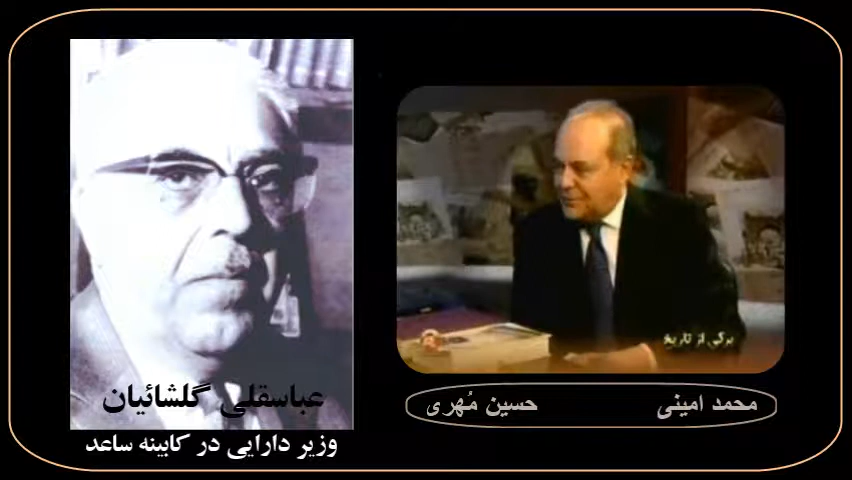 عباسقلی گلشائیان
وزیر دارایی در کابینه ساعد
برگی از تاریخ
محمد امینی
حسین مُهری